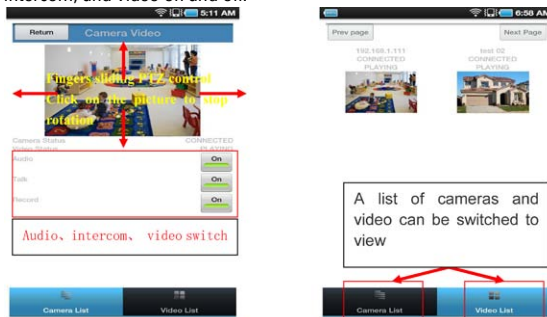 intercom, and video on and off.
5:11 AM
Return
Camera Video
Fingers sliding PTZ control
Click on the picture to stop
rotation
Camera Status CONNECTED
Video Status PLAYING
Audio On
Talk On
Record On
Audio、intercom、 video switch
Camera List
Video List
6:58 AM
Prev page
Next Page
192.168.1.111
CONNECTED
PLAYING
test 02
CONNECTED
PLAYING
A list of cameras and
video can be switched to
view
Camera List
Video List